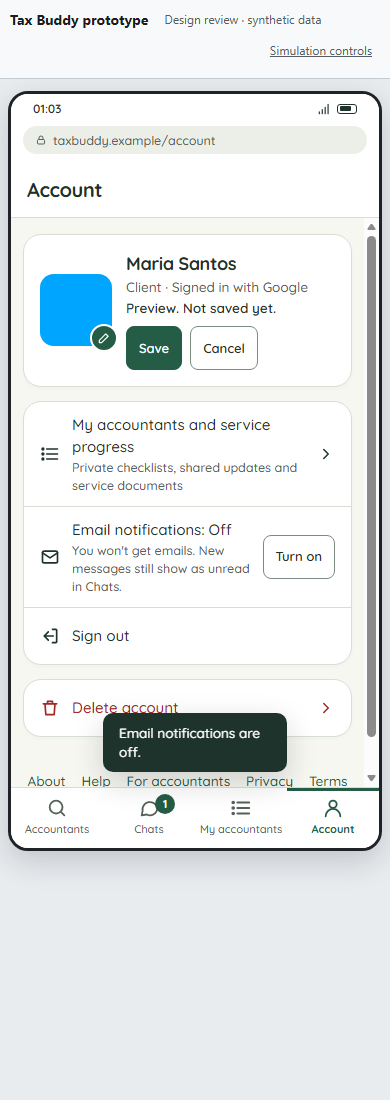 Tax Buddy prototype Design review · synthetic data
Simulation controls
01:03
taxbuddy.example/account
Account
Maria Santos
Client · Signed in with Google
Preview. Not saved yet.
Save Cancel
My accountants and service
progress
Private checklists, shared updates and
service documents
Email notifications: Off
You won't get emails. New
messages still show as unread
in Chats.
Turn on
Sign out
Delete account
Email notifications are
off.
About Help For accountants Privacy Terms
1
Accountants Chats My accountants Account